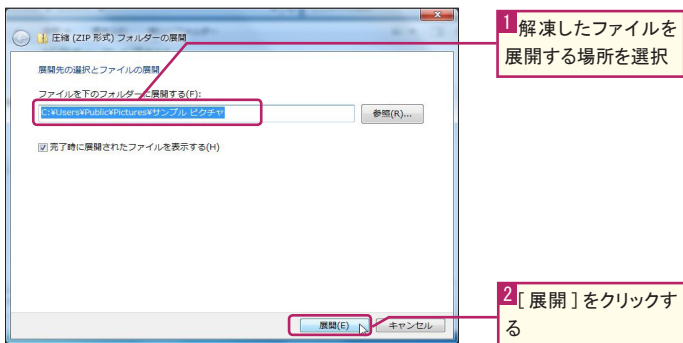 圧縮 (ZIP 形式) フォルダーの展開
展開先の選択とファイルの展開
ファイルを下のフォルダーに展開する(F):
C:¥Users¥Public¥Pictures¥サンプル ピクチャ
参照(R)...
完了時に展開されたファイルを表示する(H)
展開(E)
キャンセル
1 解凍したファイルを
展開する場所を選択
2 [ 展開 ] をクリックす
る